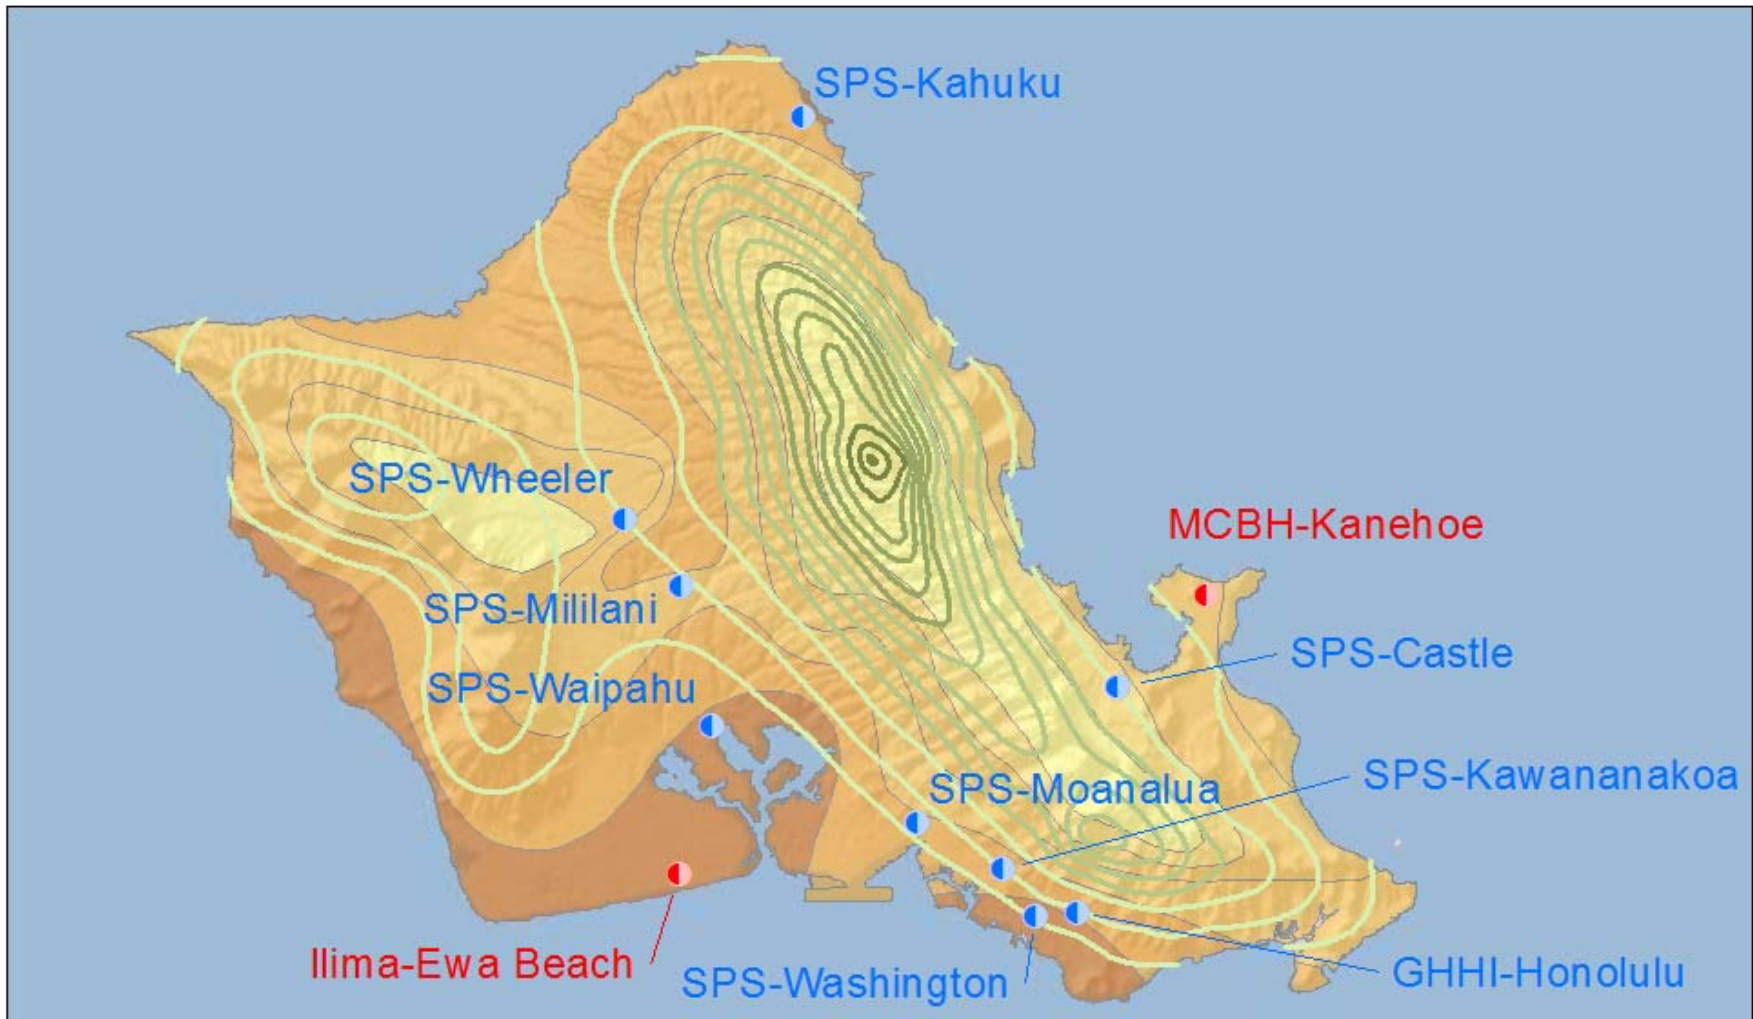 SPS-Kahuku
SPS-Wheeler
MCBH-Kanehoe
SPS-Mililani
SPS-Castle
SPS-Waipahu
SPS-Moanalua
SPS-Kawananakoa
Ilima-Ewa Beach
SPS-Washington
GHHI-Honolulu